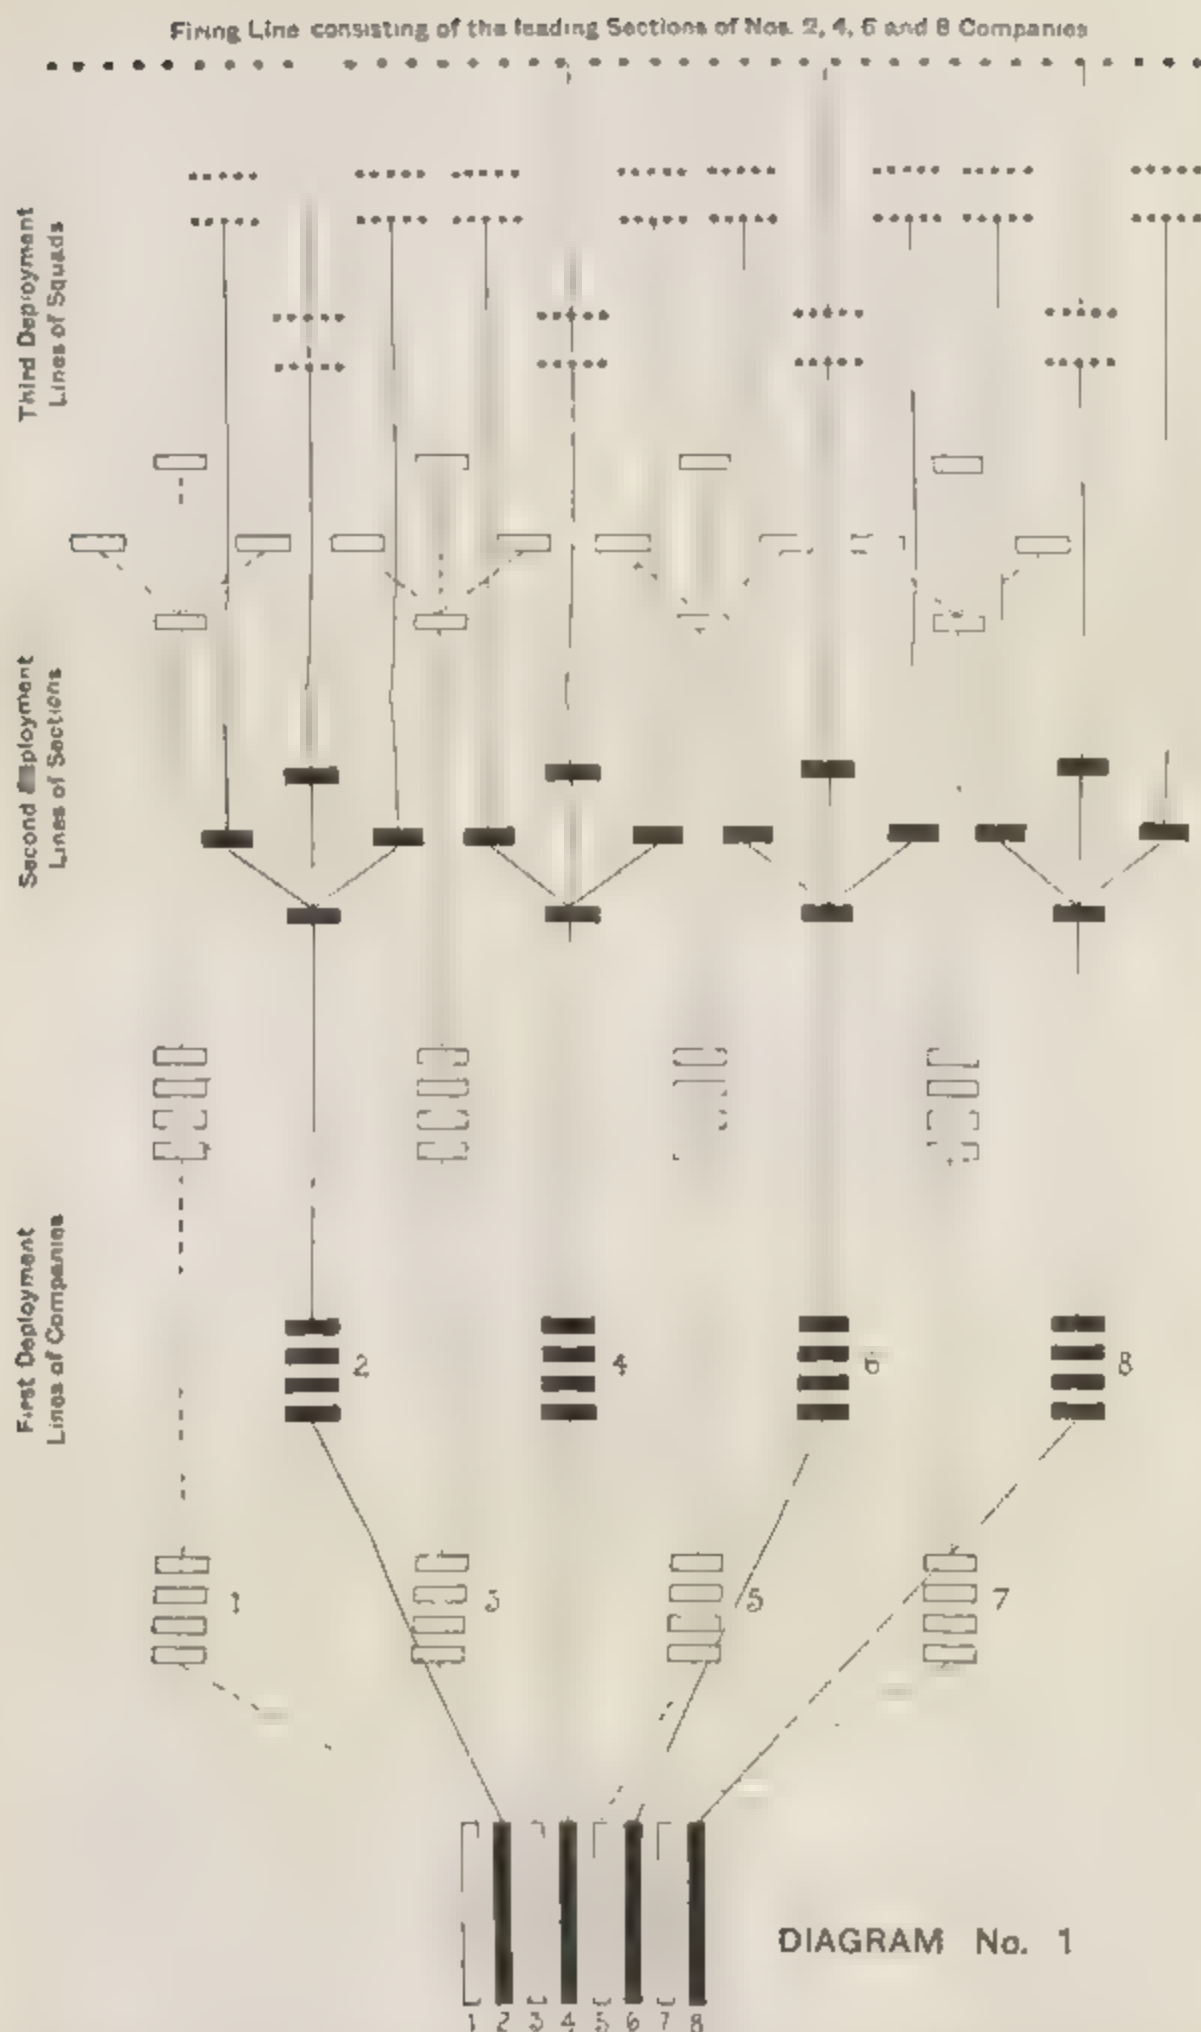 Firing Line consisting of the leading Sections of Nos. 2, 4, 6 and 8 Companies
Third Deployment
Lines of Squads
Second Deployment
Lines of Sections
First Deployment
Lines of Companies
2
4
6
8
1
3
5
7
DIAGRAM No. 1
1 2 3 4 5 6 7 8